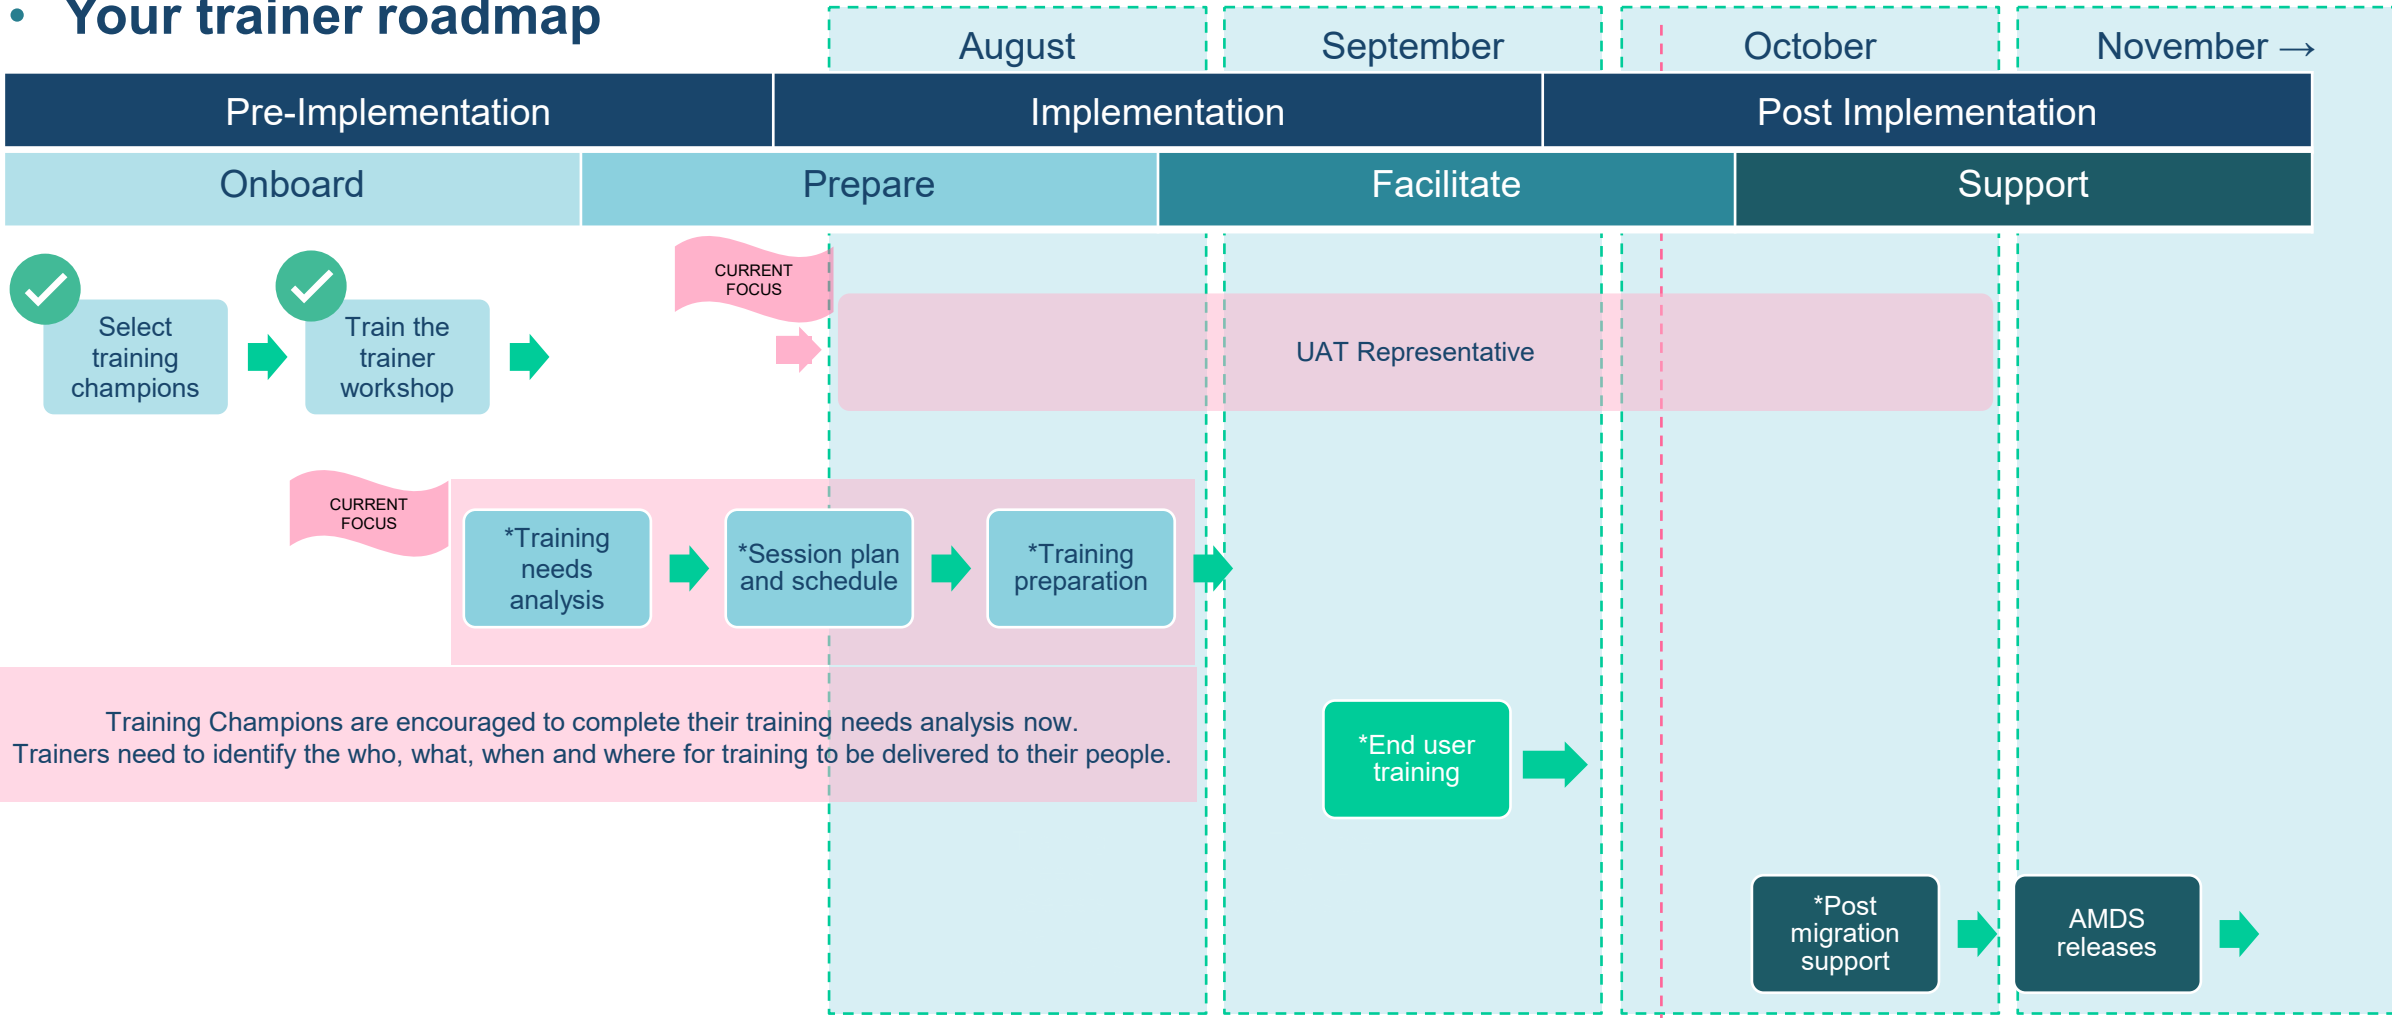 • Your trainer roadmap
August
September
October
November →
Pre-Implementation
Implementation
Post Implementation
Onboard
Prepare
Facilitate
Support
CURRENT
FOCUS
Select
training
champions
Train the
trainer
workshop
UAT Representative
CURRENT
FOCUS
*Training
needs
analysis
*Session plan
and schedule
*Training
preparation
Training Champions are encouraged to complete their training needs analysis now.
Trainers need to identify the who, what, when and where for training to be delivered to their people.
*End user
training
*Post
migration
support
AMDS
releases